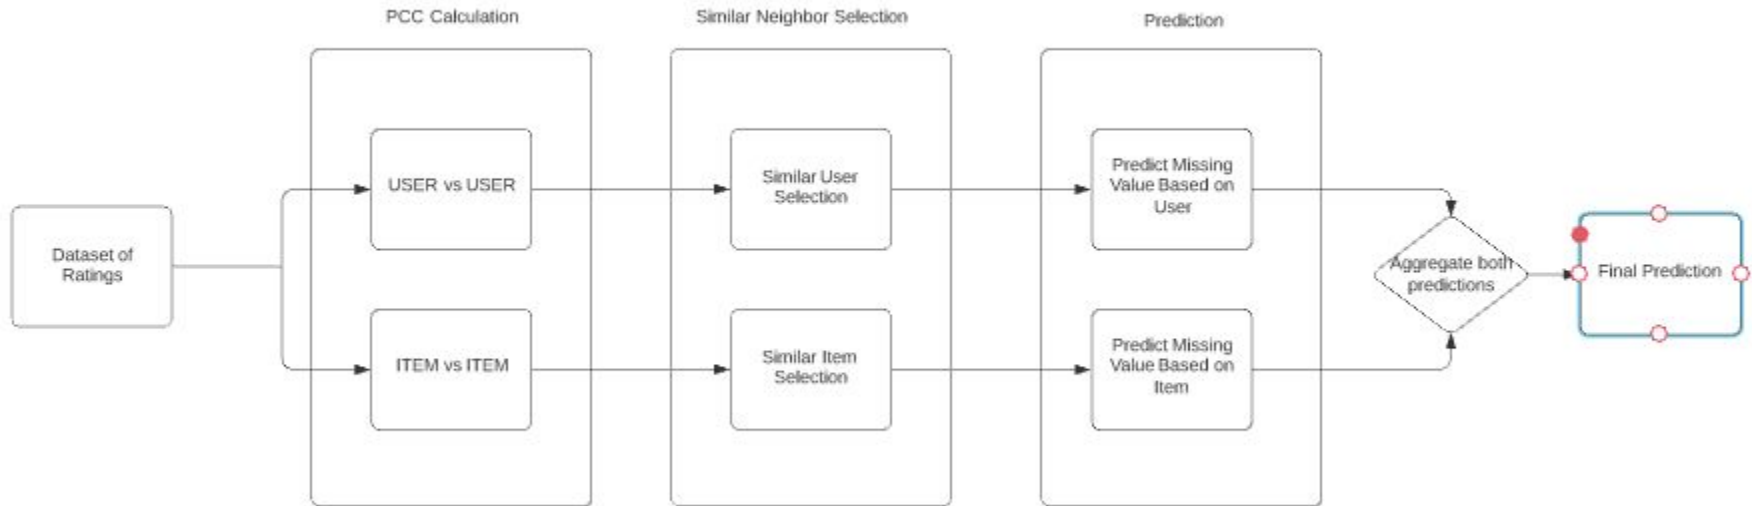 PCC Calculation
Similar Neighbor Selection
Prediction
Dataset of
Ratings
USER vs USER
Similar User
Selection
Predict Missing
Value Based on
User
ITEM vs ITEM
Similar Item
Selection
Predict Missing
Value Based on
Item
Aggregate both
predictions
Final Prediction